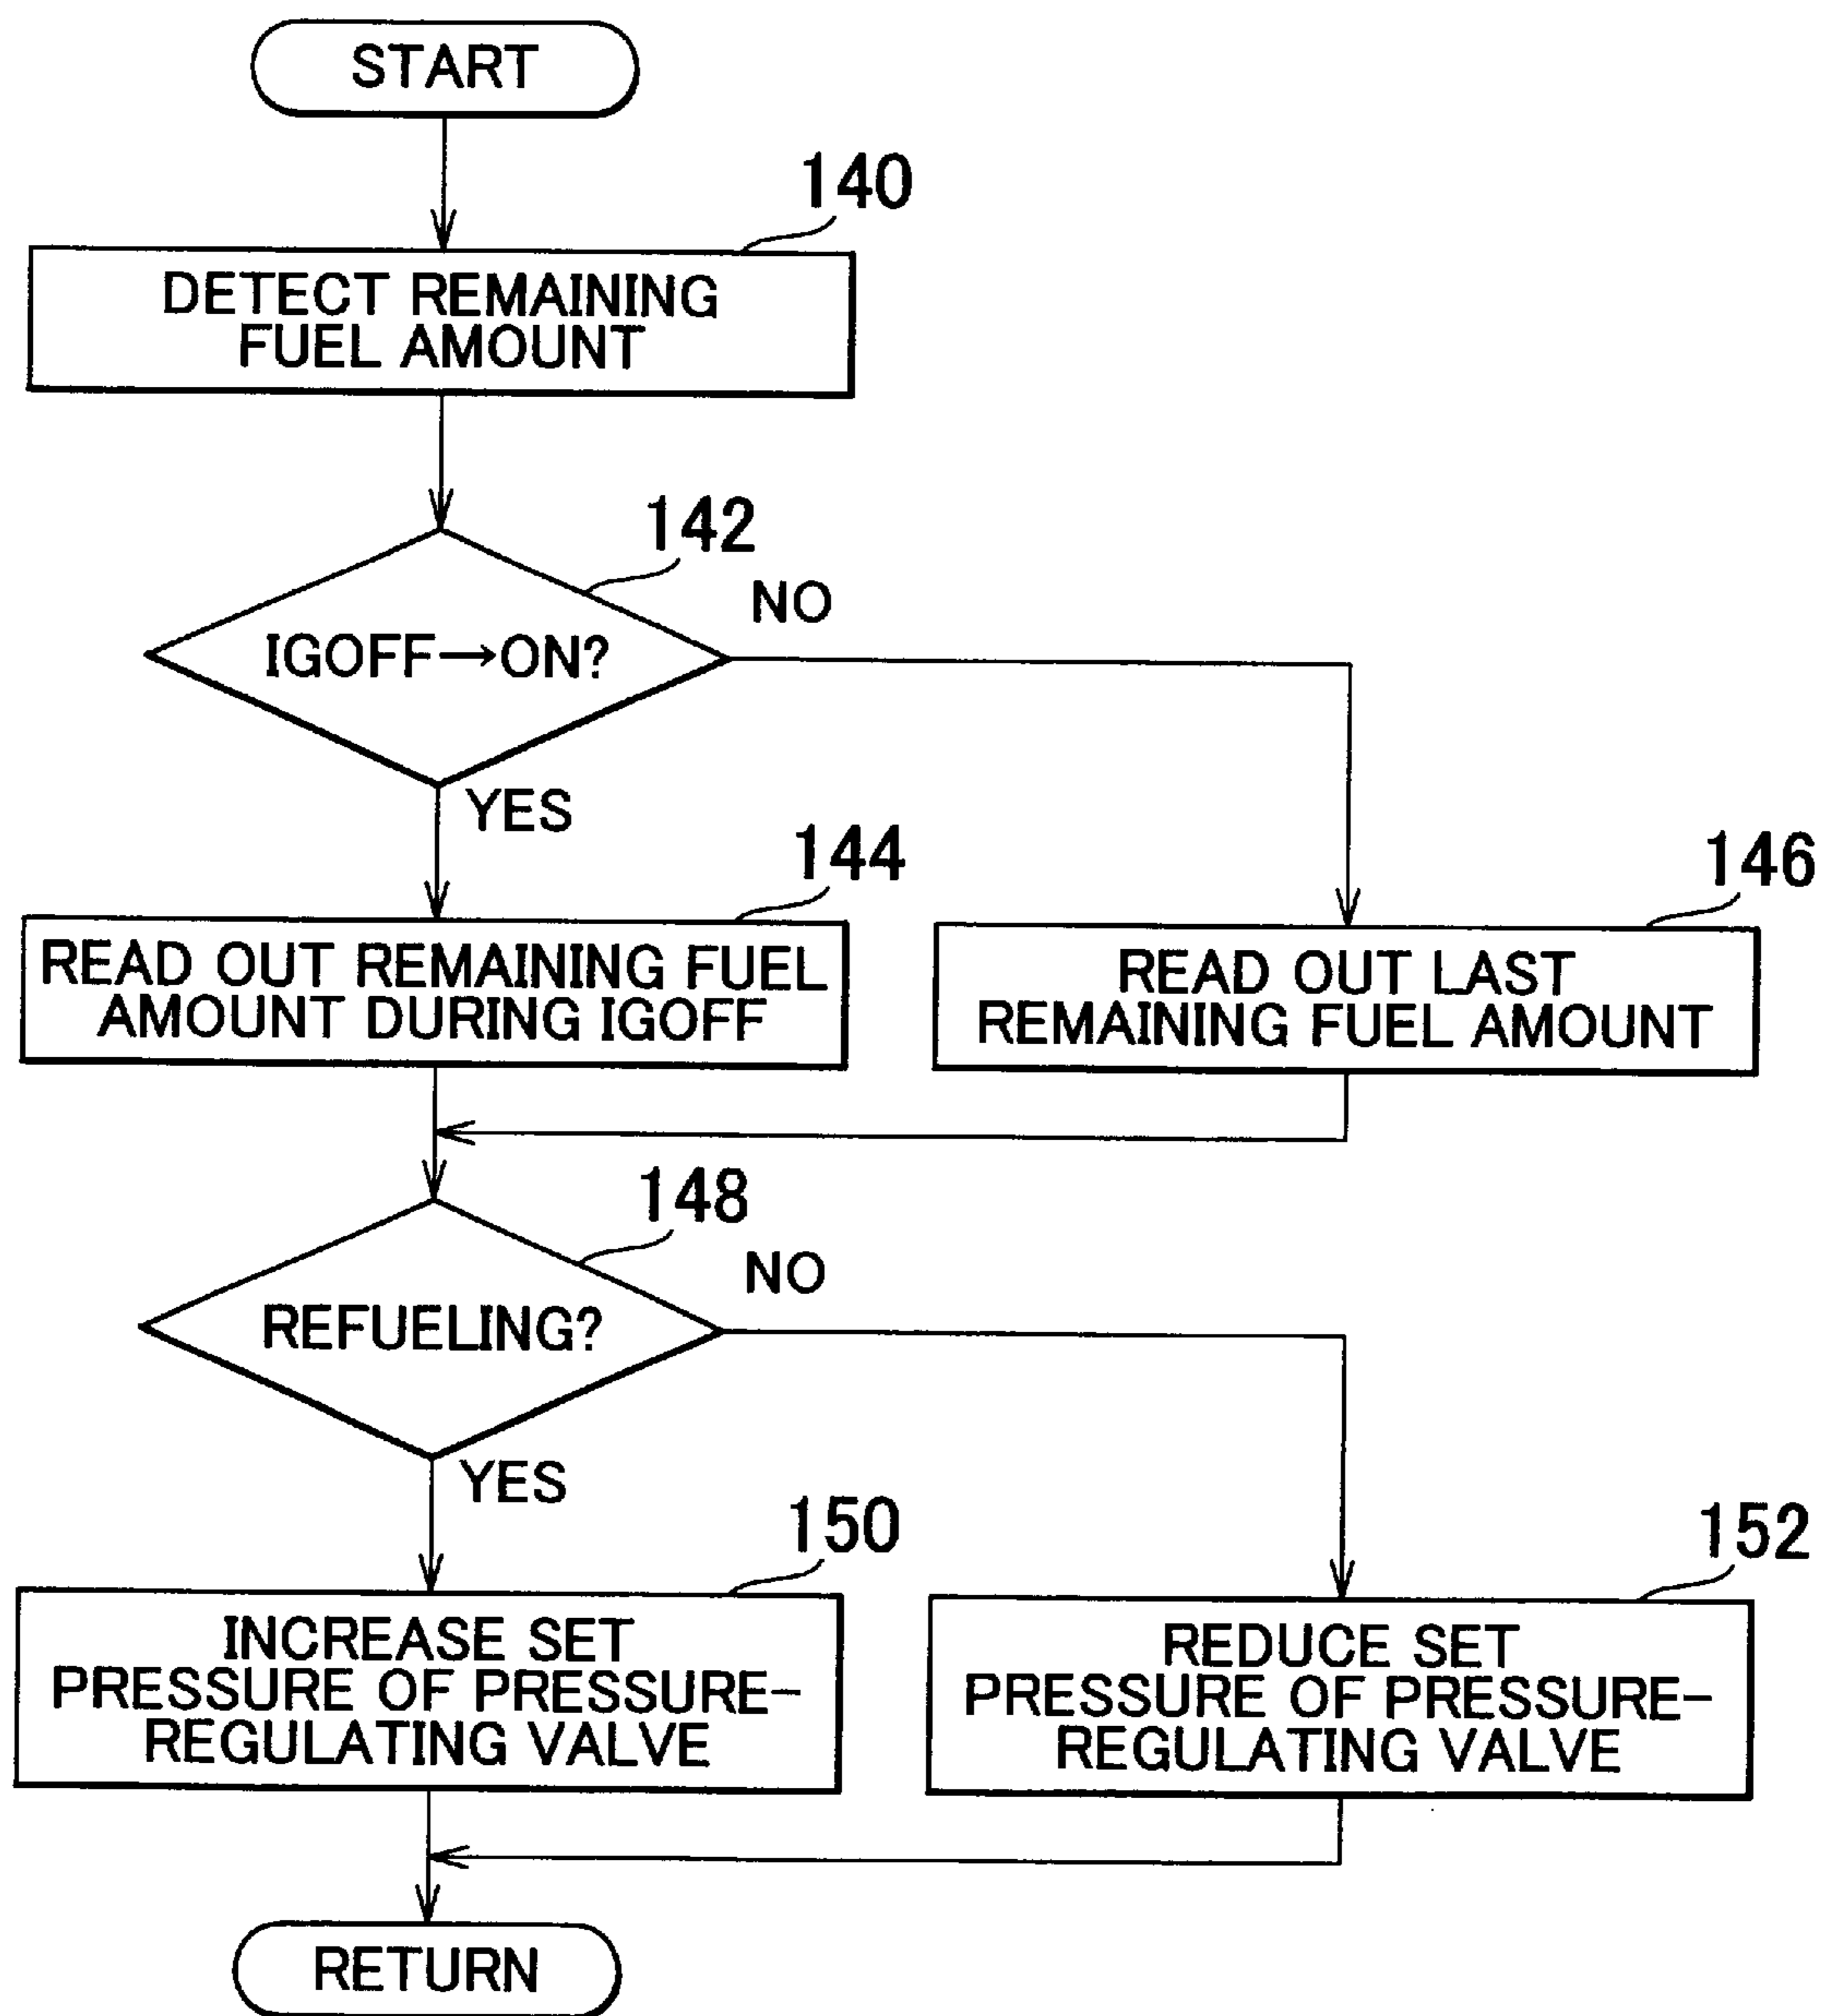 START
140
DETECT REMAINING
FUEL AMOUNT
142
NO
IGOFF→ON?
YES
144
146
READ OUT REMAINING FUEL
AMOUNT DURING IGOFF
READ OUT LAST
REMAINING FUEL AMOUNT
148
NO
REFUELING?
YES
150
152
INCREASE SET
PRESSURE OF PRESSURE-
REGULATING VALVE
REDUCE SET
PRESSURE OF PRESSURE-
REGULATING VALVE
RETURN